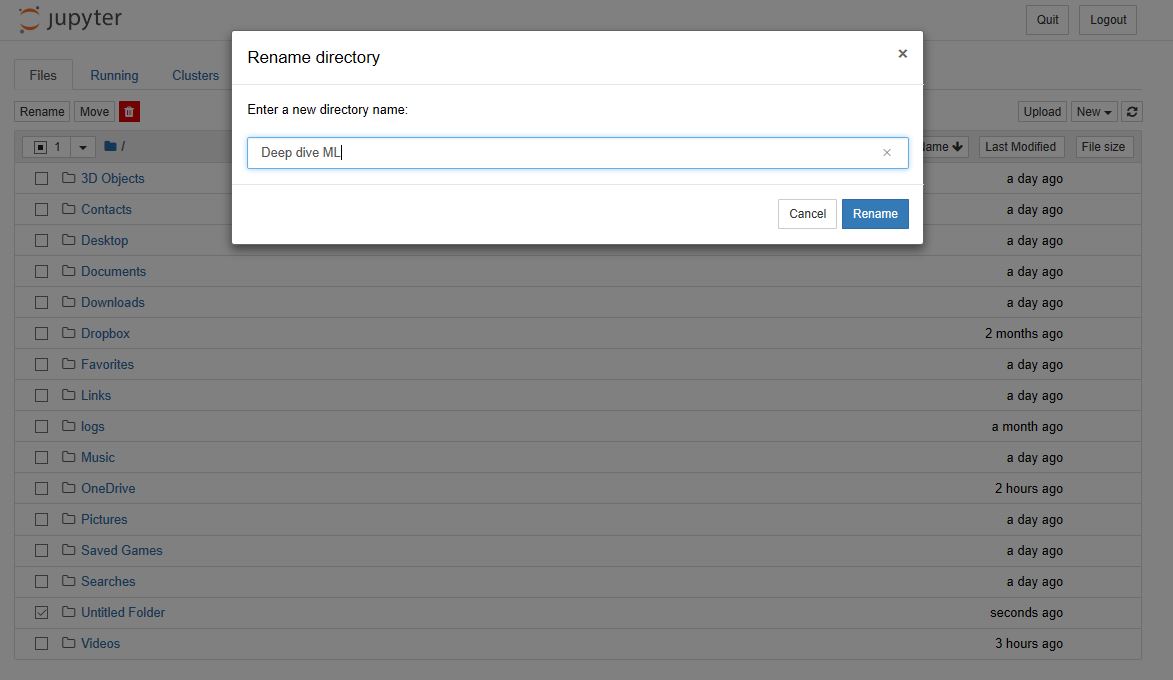 jupyter
Quit Logout
Rename directory ×
Files Running Clusters
Enter a new directory name:
Rename Move
Upload New
Deep dive ML ×
1 / Last Modified File size
3D Objects a day ago
Contacts a day ago
Cancel Rename
Desktop a day ago
Documents a day ago
Downloads a day ago
Dropbox 2 months ago
Favorites a day ago
Links a day ago
logs a month ago
Music a day ago
OneDrive 2 hours ago
Pictures a day ago
Saved Games a day ago
Searches a day ago
Untitled Folder seconds ago
Videos 3 hours ago